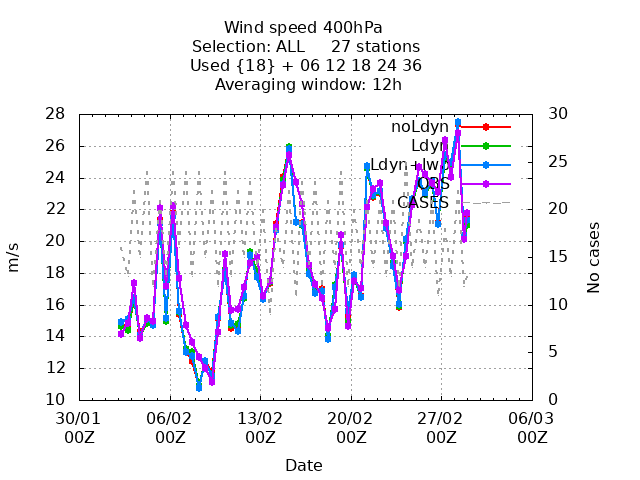 Wind speed 400hPa
Selection: ALL     27 stations
Used {18} + 06 12 18 24 36
Averaging window: 12h
28
26
24
22
20
18
16
14
12
10
m/s
30
25
20
15
10
5
0
No cases
noLdyn
Ldyn
Ldyn+lwp
OBS
CASES
30/01 06/02 13/02 20/02 27/02 06/03
00Z 00Z 00Z 00Z 00Z 00Z
Date